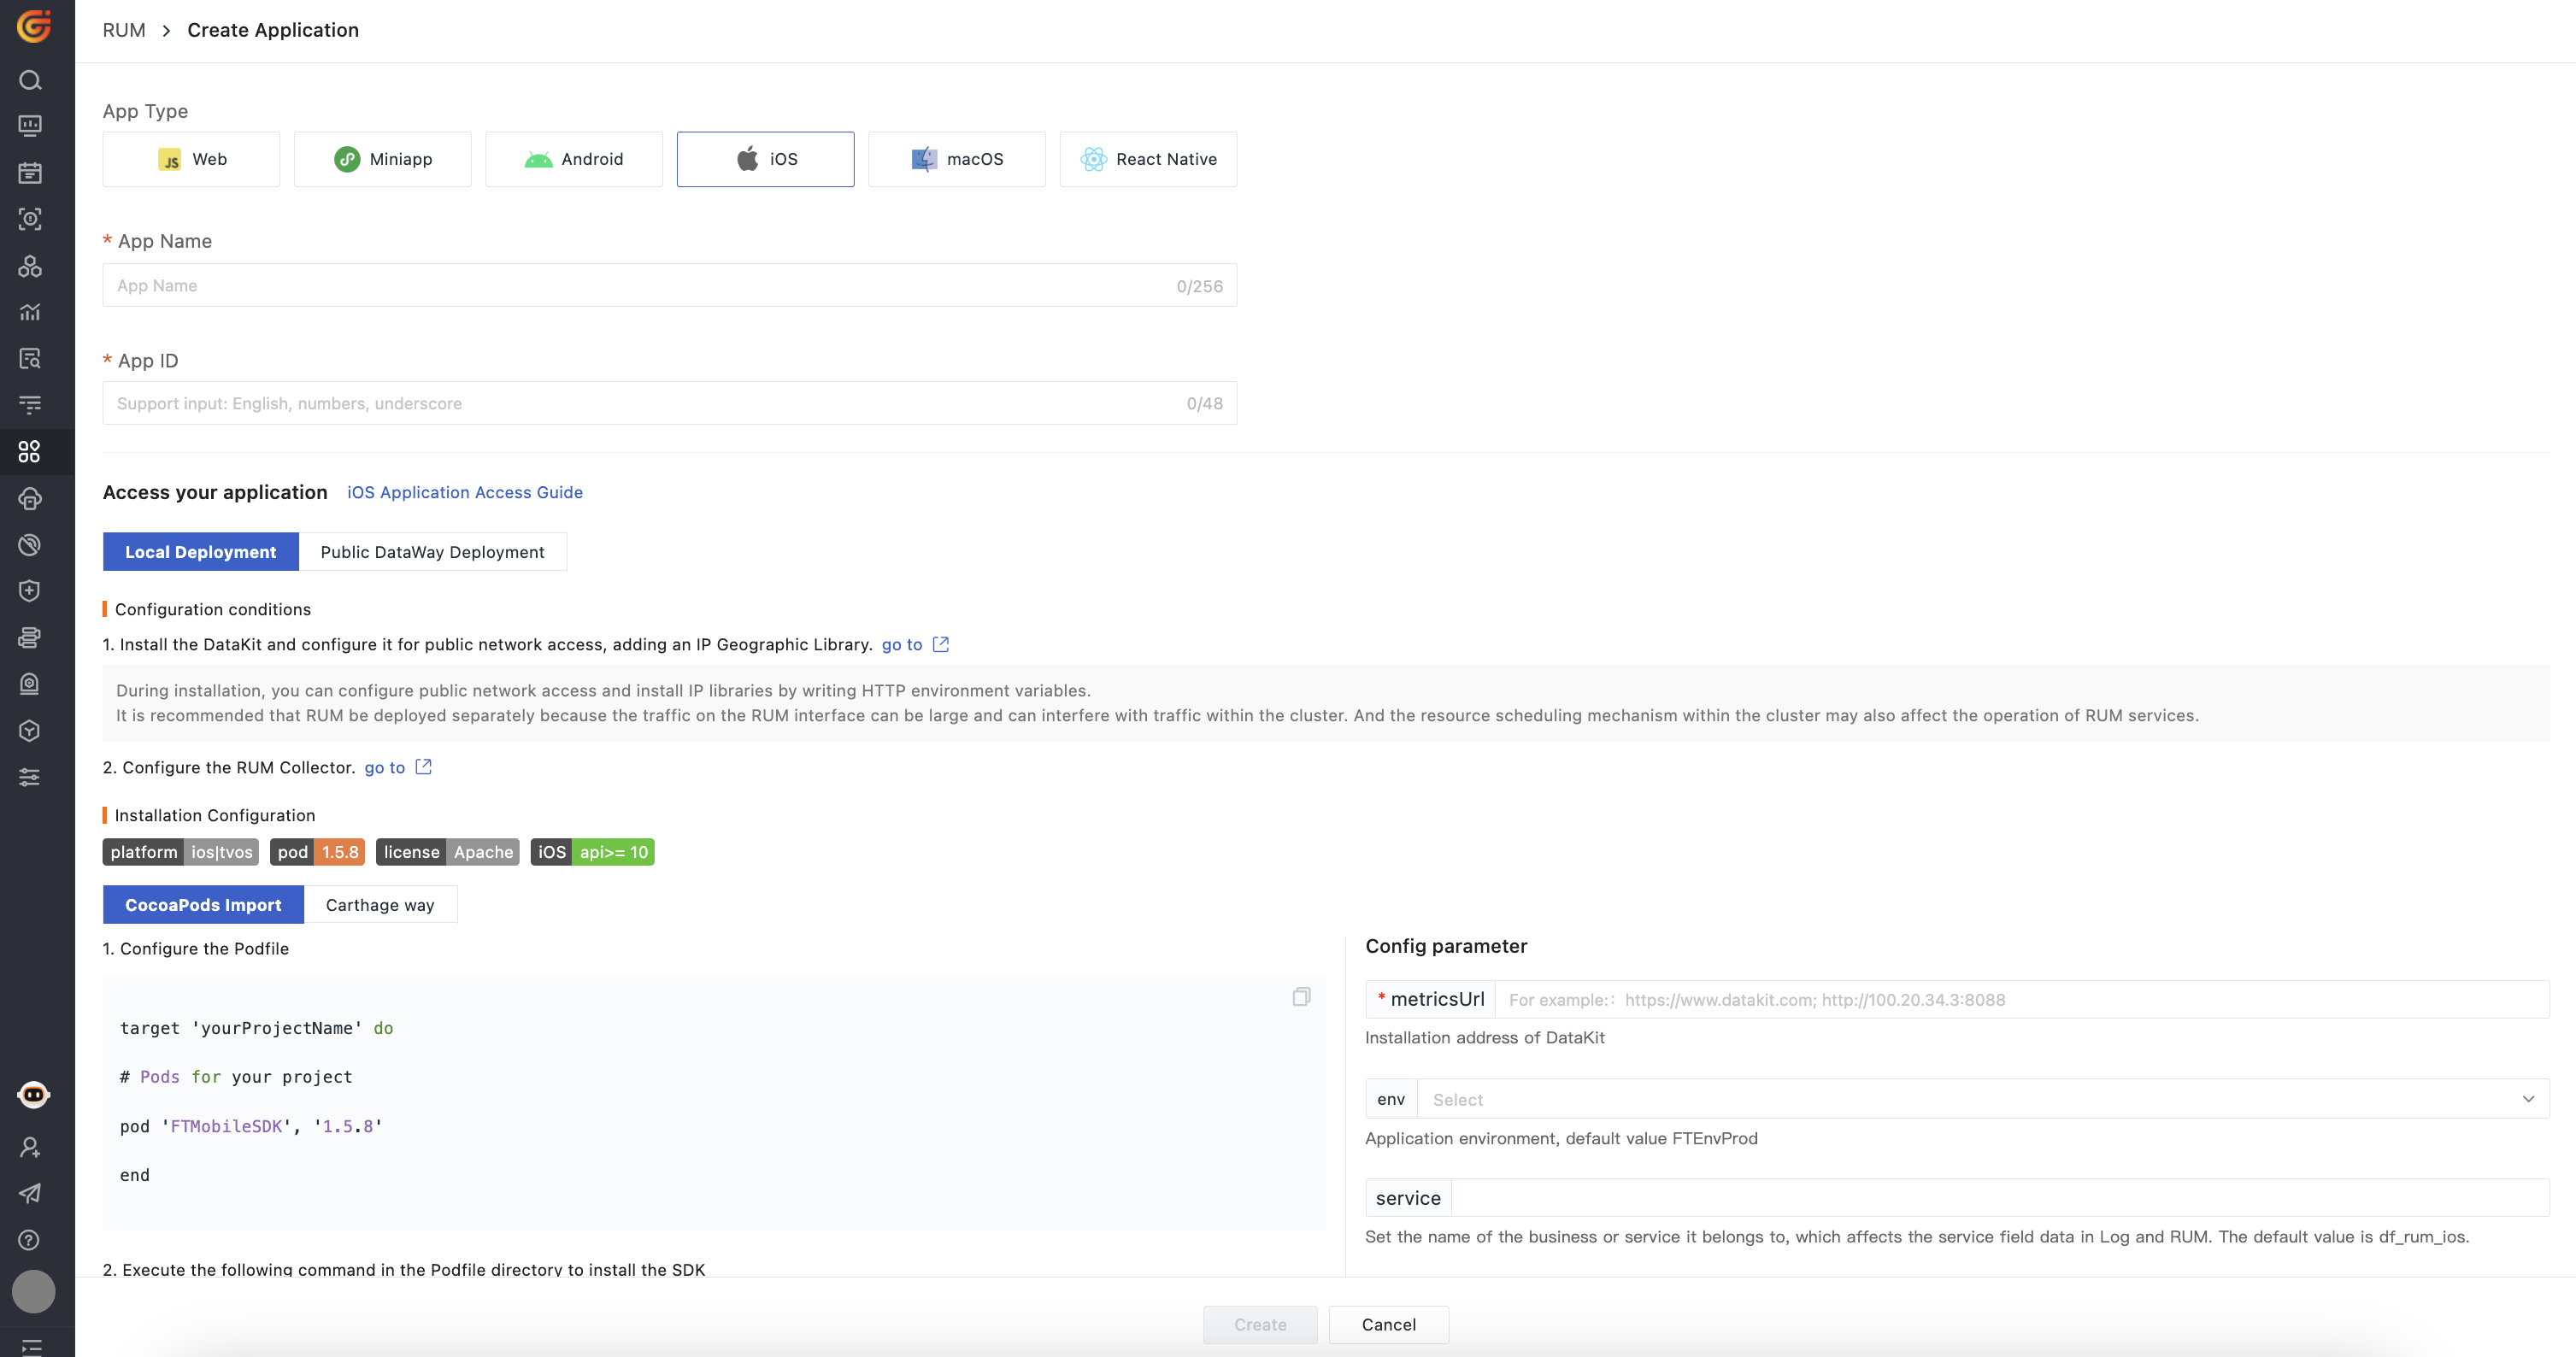 RUM > Create Application
App Type
JS Web
Miniapp
Android
iOS
macOS
React Native
* App Name
App Name 0/256
* App ID
Support input: English, numbers, underscore 0/48
Access your application iOS Application Access Guide
Local Deployment Public DataWay Deployment
Configuration conditions
1. Install the DataKit and configure it for public network access, adding an IP Geographic Library. go to
During installation, you can configure public network access and install IP libraries by writing HTTP environment variables.
It is recommended that RUM be deployed separately because the traffic on the RUM interface can be large and can interfere with traffic within the cluster. And the resource scheduling mechanism within the cluster may also affect the operation of RUM services.
2. Configure the RUM Collector. go to
Installation Configuration
platform ios|tvos pod 1.5.8 license Apache iOS api>= 10
CocoaPods Import Carthage way
1. Configure the Podfile
target 'yourProjectName' do
# Pods for your project
pod 'FTMobileSDK', '1.5.8'
end
2. Execute the following command in the Podfile directory to install the SDK
Config parameter
* metricsUrl For example:: https://www.datakit.com; http://100.20.34.3:8088
Installation address of DataKit
env Select
Application environment, default value FTEnvProd
service
Set the name of the business or service it belongs to, which affects the service field data in Log and RUM. The default value is df_rum_ios.
Create Cancel